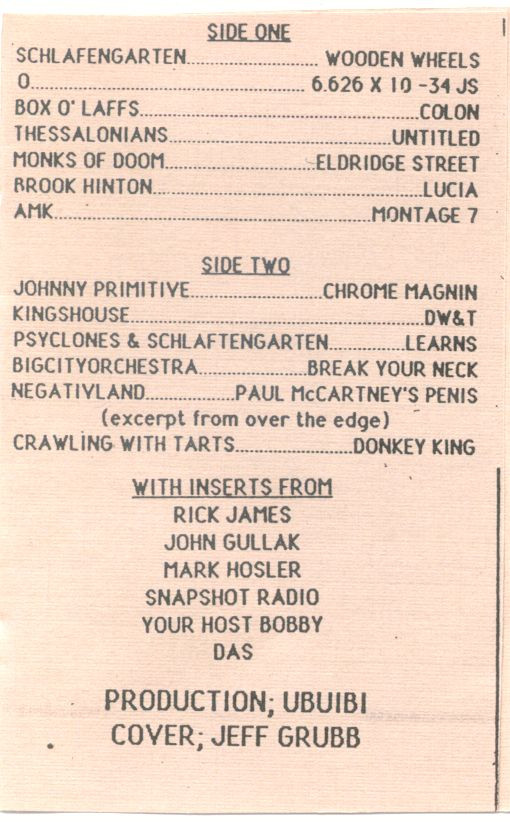 SIDE ONE
SCHLAFENGARTEN............................ WOODEN WHEELS
O............................................................ 6.626 X 10 -34 JS
BOX O' LAFFS............................................................COLON
THESSALONIANS.....................................................UNTITLED
MONKS OF DOOM................................ELDRIDGE STREET
BROOK HINTON...........................................................LUCIA
AMK....................................................................MONTAGE 7
SIDE TWO
JOHNNY PRIMITIVE.............................CHROME MAGNIN
KINGSHOUSE................................................................DW&T
PSYCLONES & SCHLAFTENGARTEN.................LEARNS
BIGCITYORCHESTRA........................BREAK YOUR NECK
NEGATIVLAND...................PAUL McCARTNEY'S PENIS
(excerpt from over the edge)
CRAWLING WITH TARTS.........................DONKEY KING
WITH INSERTS FROM
RICK JAMES
JOHN GULLAK
MARK HOSLER
SNAPSHOT RADIO
YOUR HOST BOBBY
DAS
PRODUCTION; UBUIBI
COVER; JEFF GRUBB